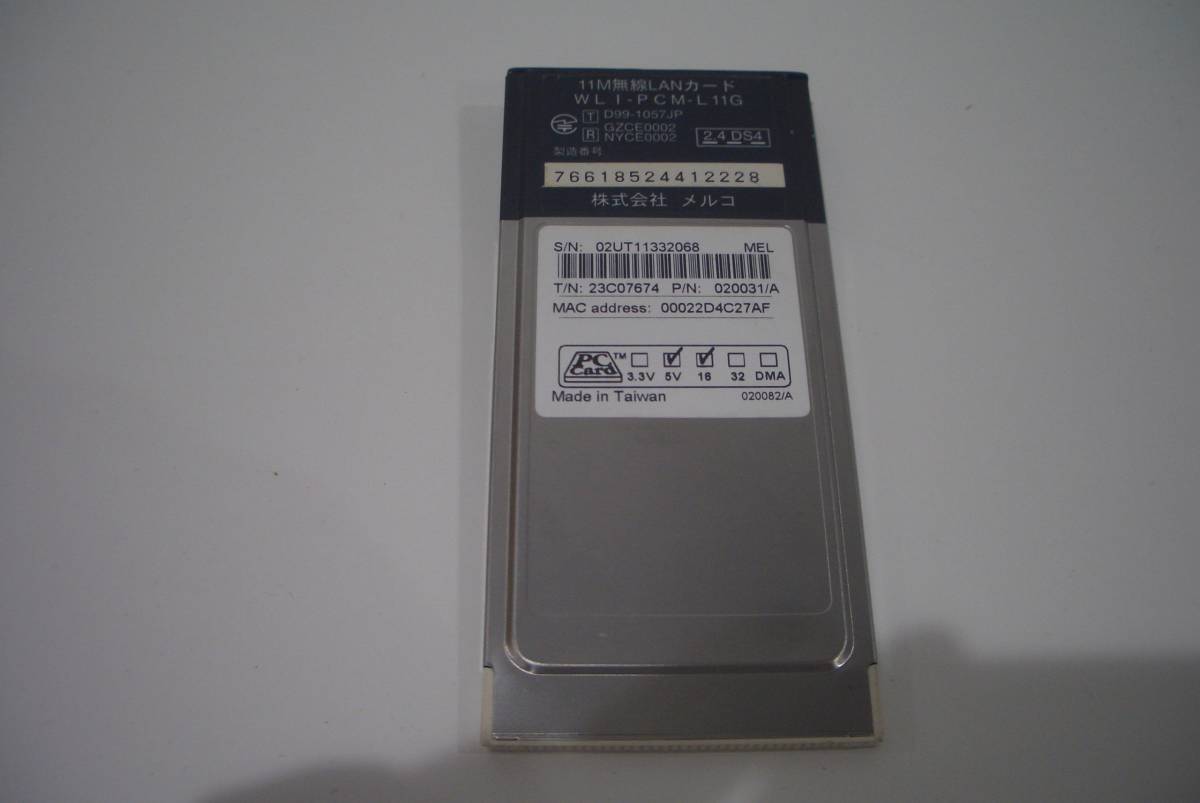 11M無線LANカード
WLI-PCM-L11G
T D99-1057JP
R GZCE0002
NYCE0002
2.4 DS4
製造番号
76618524412228
株式会社 メルコ
S/N: 02UT11332068 MEL
T/N: 23C07674 P/N: 020031/A
MAC address: 00022D4C27AF
PC Card™ 3.3V 5V 16 32 DMA
Made in Taiwan 020082/A